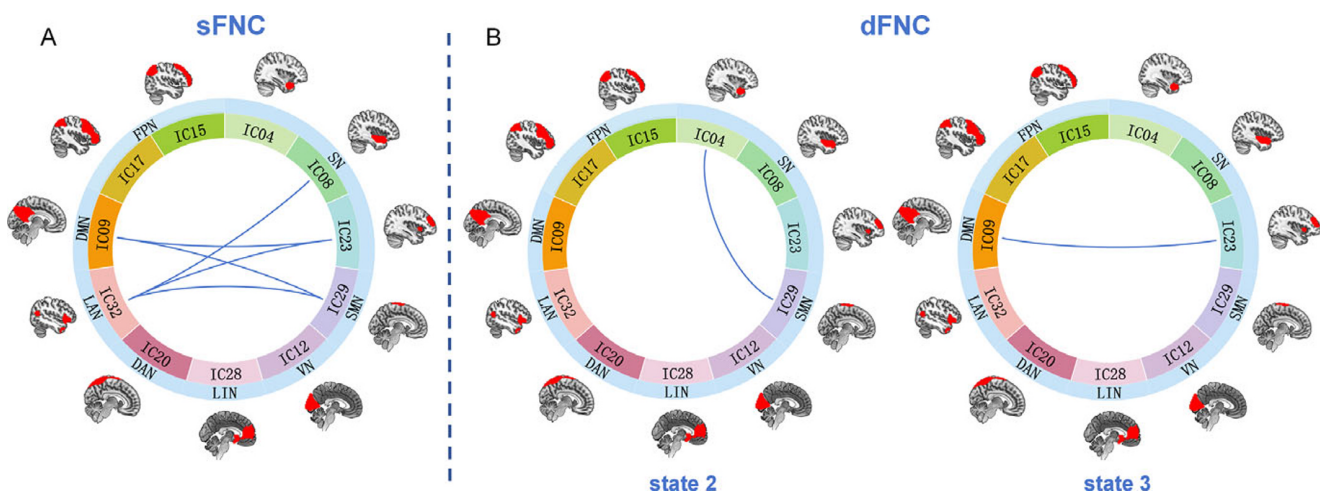 A
sFNC
B
dFNC
FPN
IC15
IC04
SN
IC17
IC08
DMN
IC09
IC23
LAN
IC32
IC29
SMN
IC20
IC28
IC12
DAN
LIN
VN
FPN
IC15
IC04
SN
IC17
IC08
DMN
IC09
IC23
LAN
IC32
IC29
SMN
IC20
IC28
IC12
DAN
LIN
VN
state 2
FPN
IC15
IC04
SN
IC17
IC08
DMN
IC09
IC23
LAN
IC32
IC29
SMN
IC20
IC28
IC12
DAN
LIN
VN
state 3